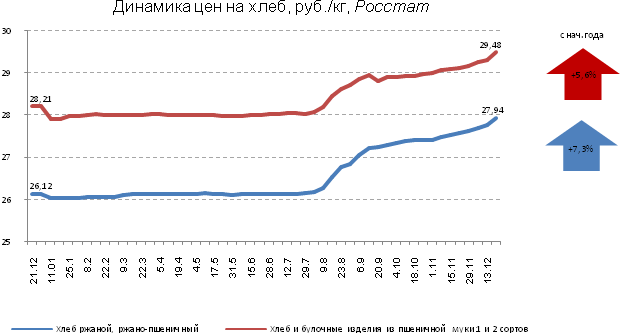 Динамика цен на хлеб, руб./кг, Росстат
с нач. года
30
29
28
27
26
25
28,21
29,48
26,12
27,94
+5,6%
+7,3%
21.12 11.01 25.1 8.2 22.2 9.3 22.3 5.4 19.4 4.5 17.5 31.5 15.6 28.6 12.7 29.7 9.8 23.8 6.9 20.9 4.10 18.10 1.11 15.11 29.11 13.12
Хлеб ржаной, ржано-пшеничный
Хлеб и булочные изделия из пшеничной муки 1 и 2 сортов